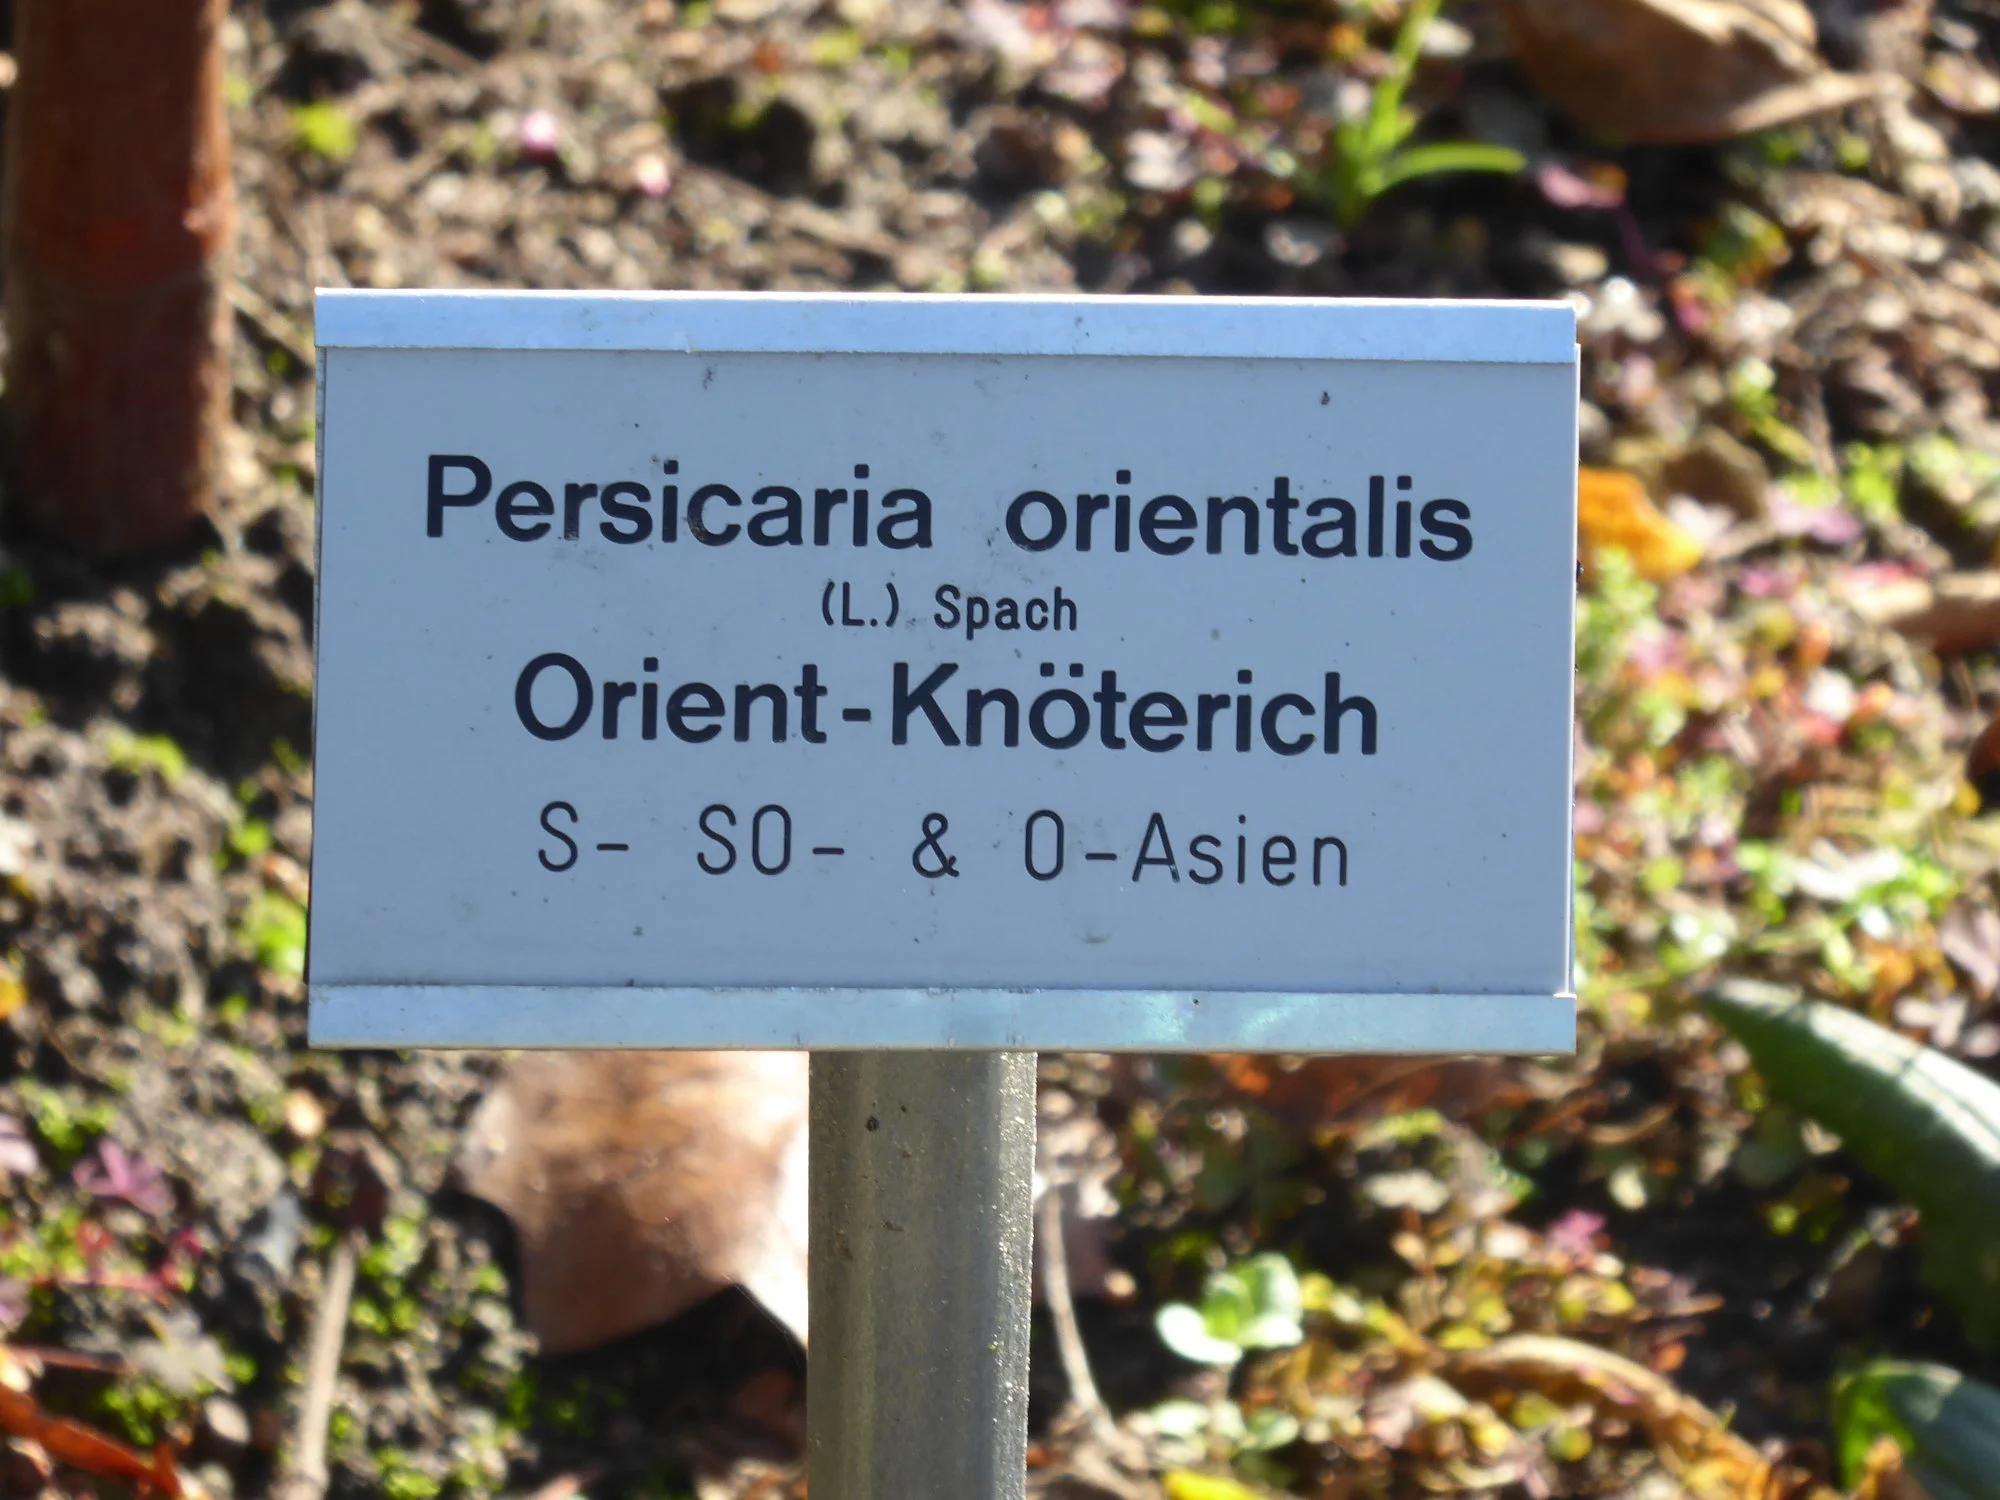 Persicaria orientalis
(L.) Spach
Orient-Knöterich
S- SO- & O-Asien